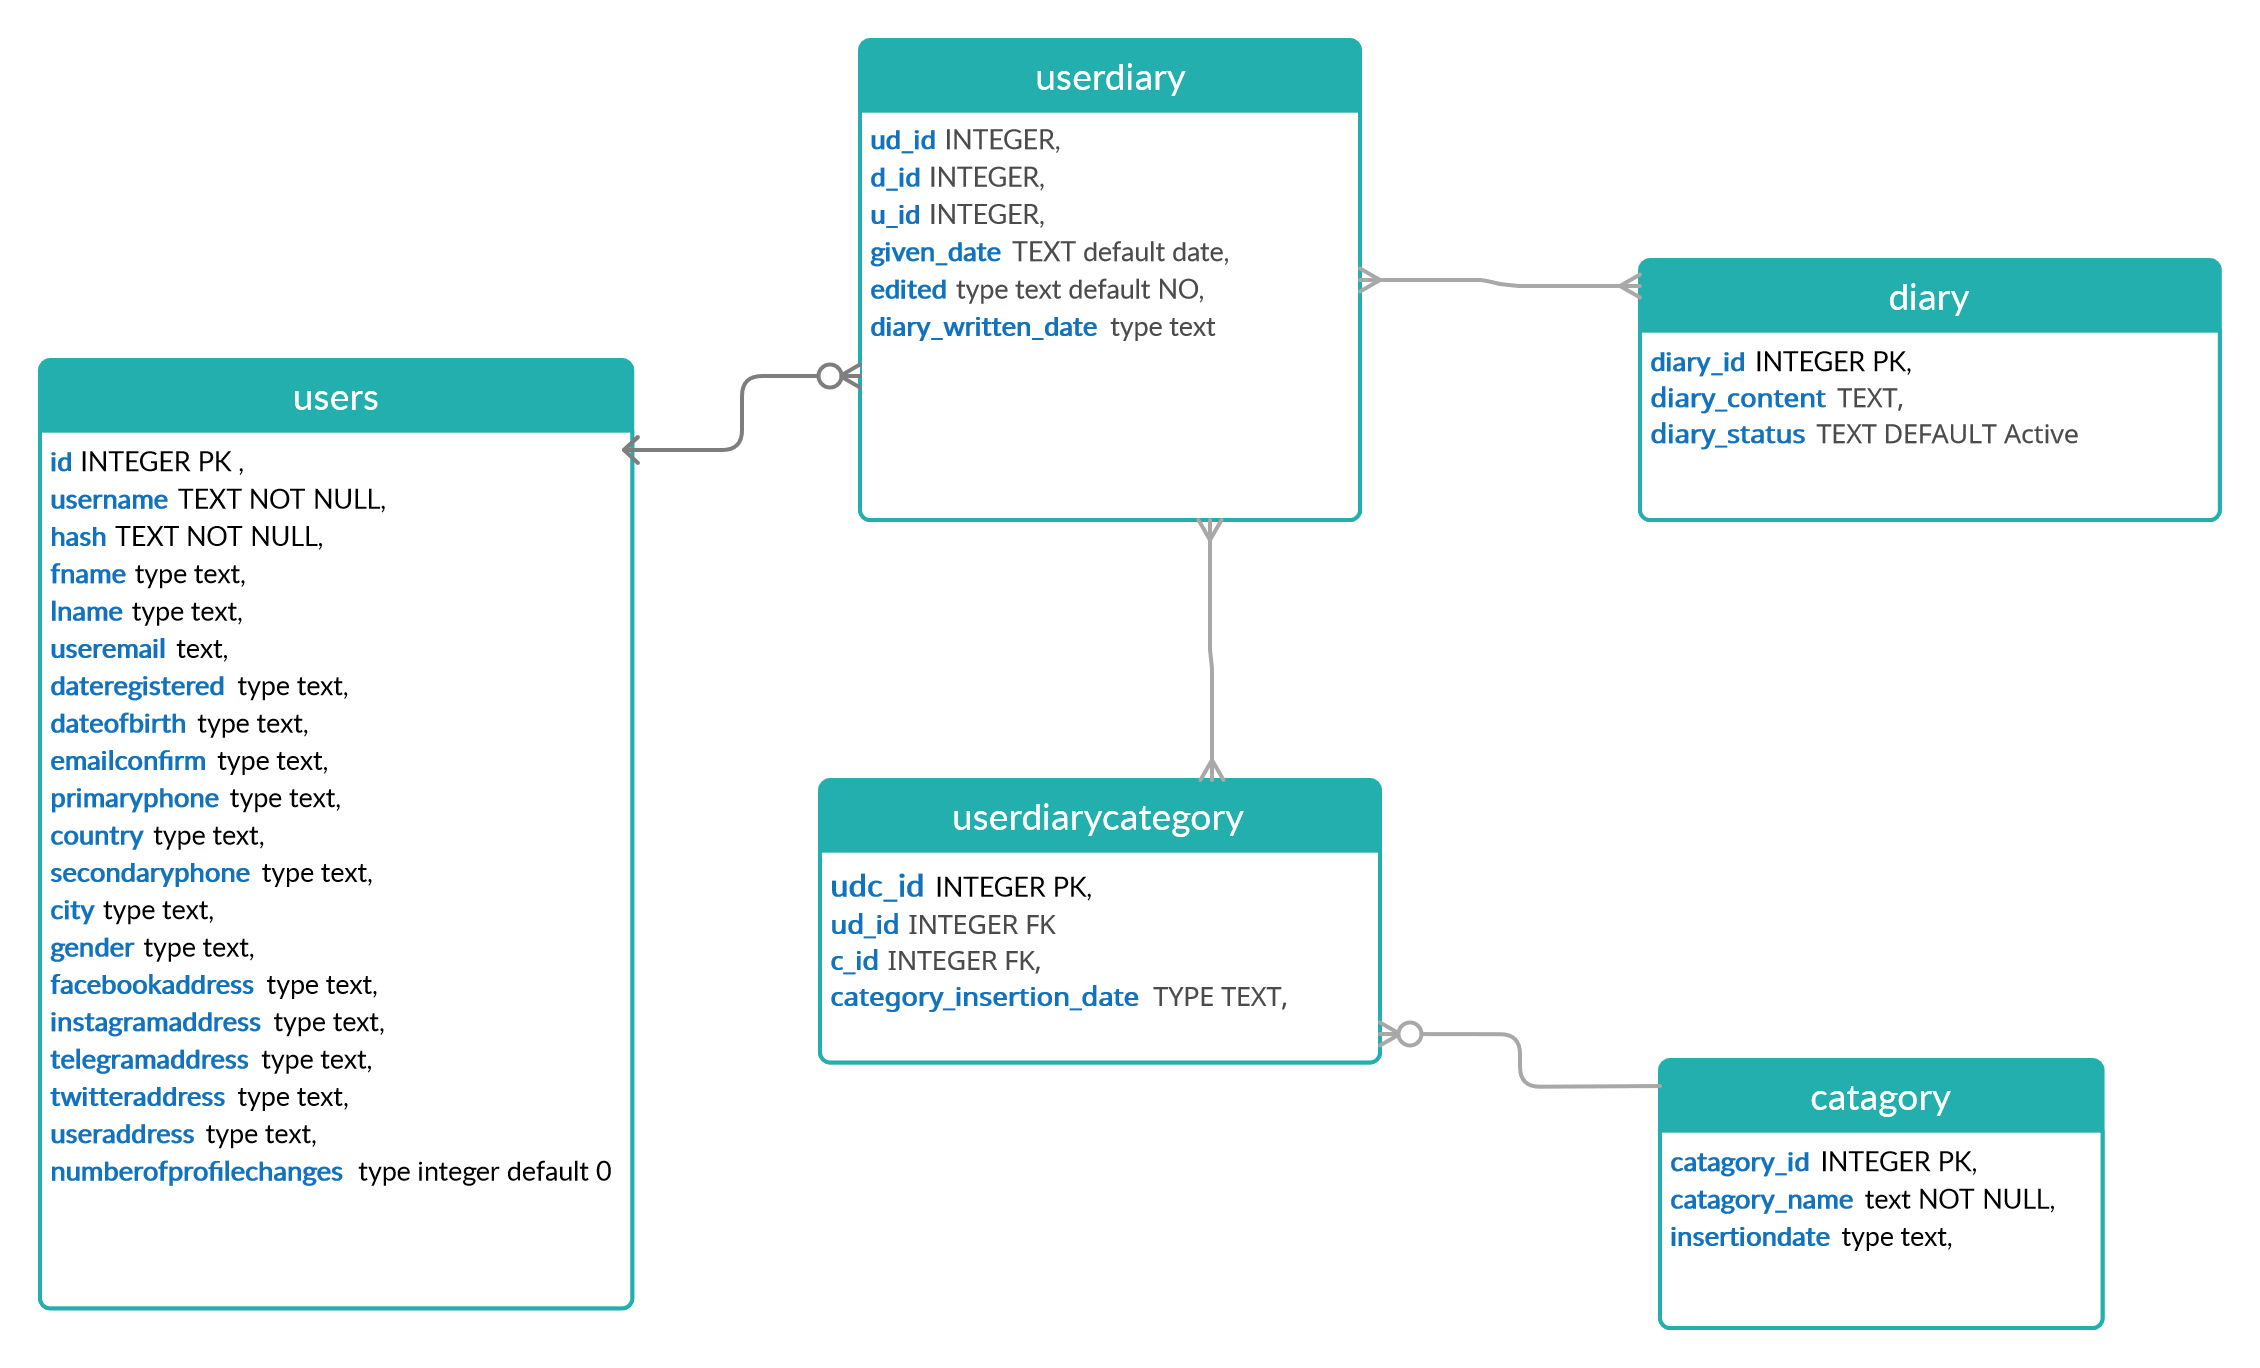 userdiary
ud_id INTEGER,
d_id INTEGER,
u_id INTEGER,
given_date TEXT default date,
edited type text default NO,
diary_written_date type text
diary
diary_id INTEGER PK,
diary_content TEXT,
diary_status TEXT DEFAULT Active
users
id INTEGER PK ,
username TEXT NOT NULL,
hash TEXT NOT NULL,
fname type text,
lname type text,
useremail text,
dateregistered type text,
dateofbirth type text,
emailconfirm type text,
primaryphone type text,
country type text,
secondaryphone type text,
city type text,
gender type text,
facebookaddress type text,
instagramaddress type text,
telegramaddress type text,
twitteraddress type text,
useraddress type text,
numberofprofilechanges type integer default 0
userdiarycategory
udc_id INTEGER PK,
ud_id INTEGER FK
c_id INTEGER FK,
category_insertion_date TYPE TEXT,
catagory
catagory_id INTEGER PK,
catagory_name text NOT NULL,
insertiondate type text,